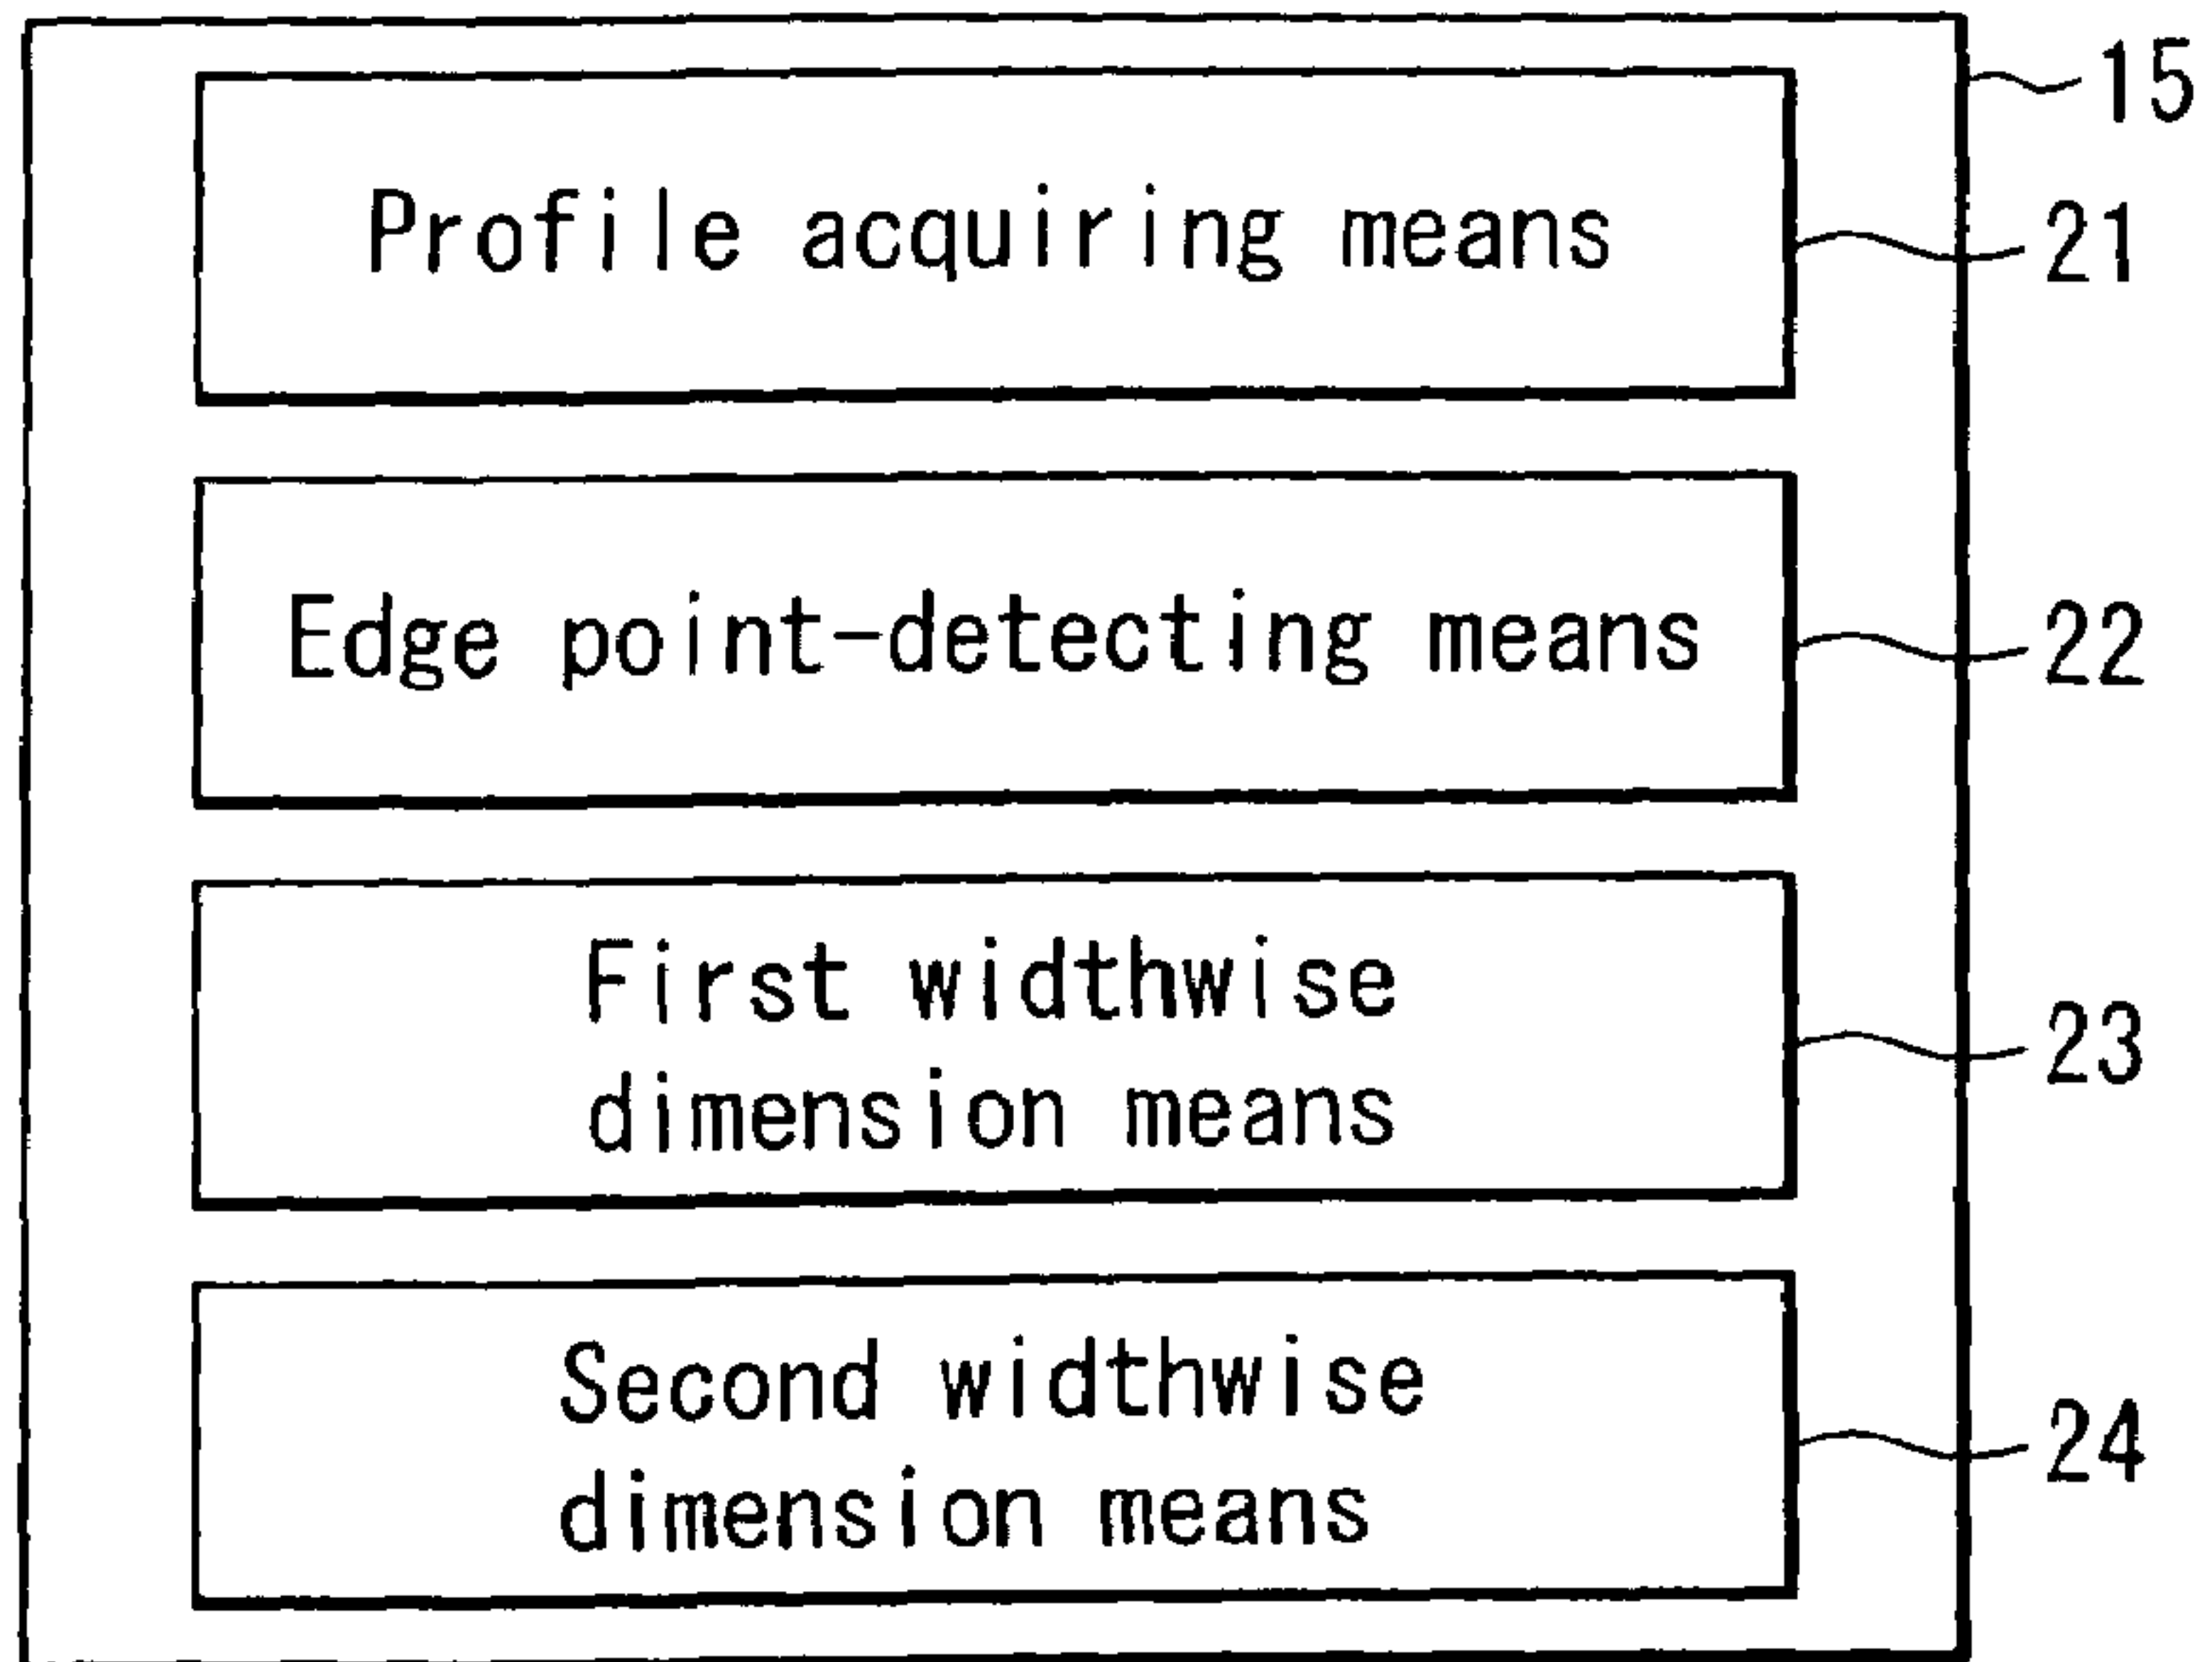 15
Profile acquiring means
21
Edge point-detecting means
22
First widthwise
dimension means
23
Second widthwise
dimension means
24